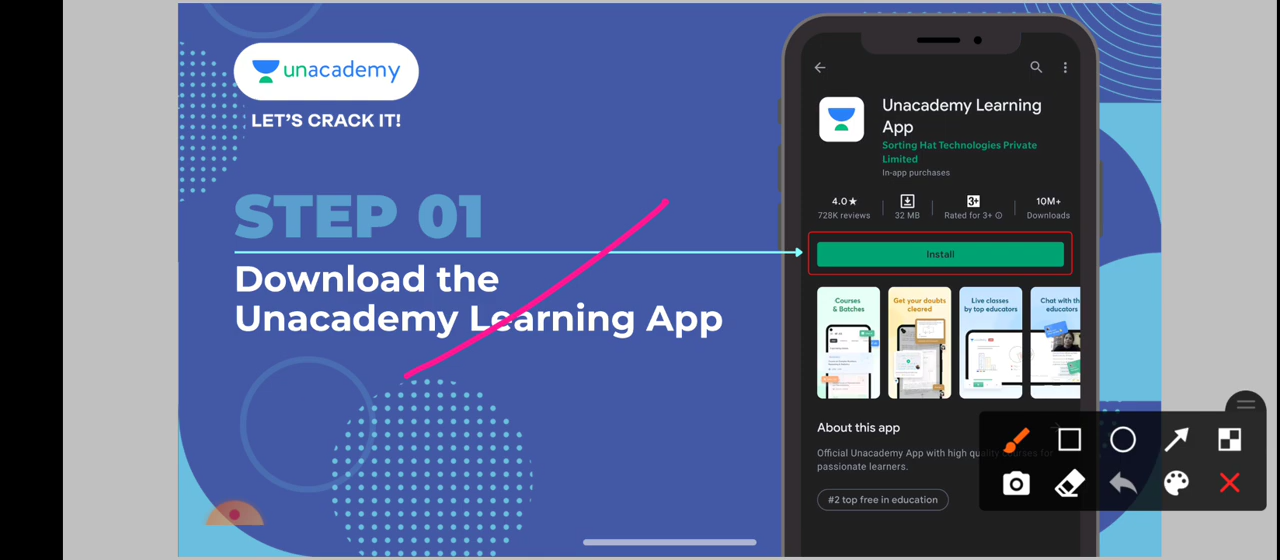 unacademy
LET'S CRACK IT!
STEP 01
Download the
Unacademy Learning App
Unacademy Learning
App
Sorting Hat Technologies Private
Limited
In-app purchases
4.0★ 32 MB 3+ 10M+
728K reviews Rated for 3+ Downloads
Install
Courses
& Batches
Get your doubts
cleared
Live classes
by top educators
Chat with th
educators
About this app
Official Unacademy App with high quality courses for
passionate learners.
#2 top free in education